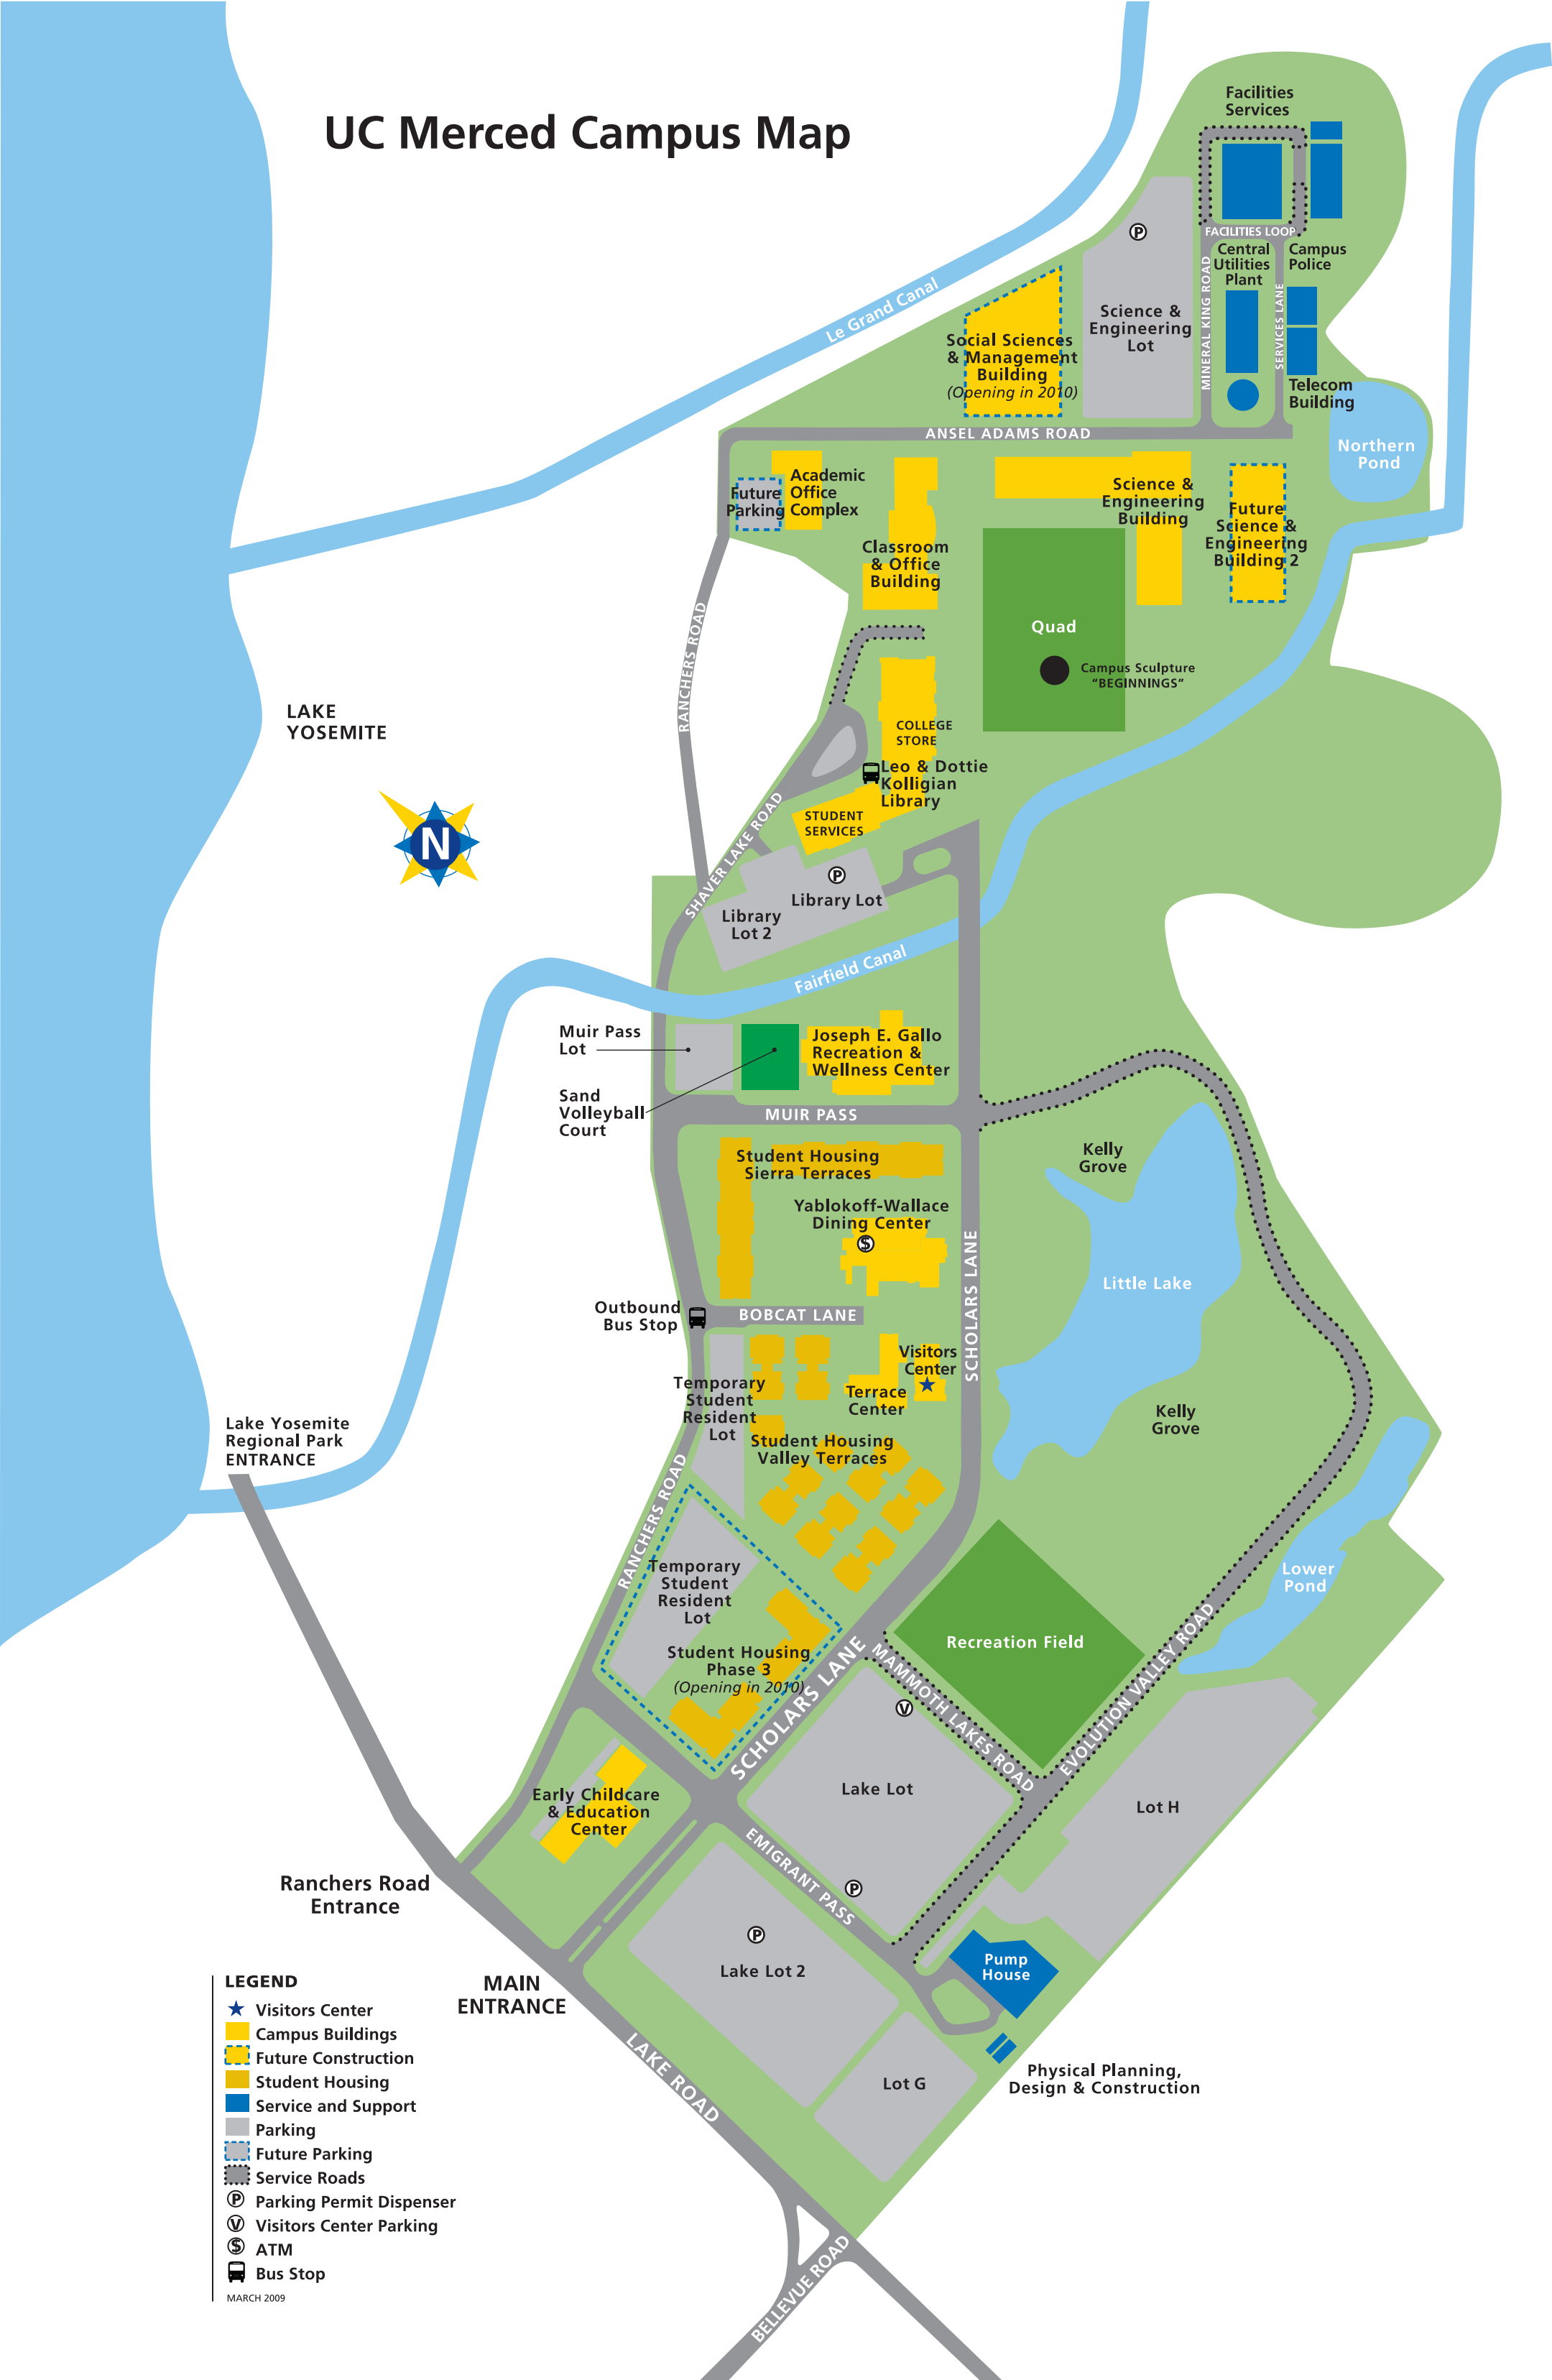 UC Merced Campus Map
Facilities
Services
FACILITIES LOOP
Central
Utilities
Plant
Campus
Police
MINERAL KING ROAD
SERVICES LANE
Science &
Engineering
Lot
Le Grand Canal
Social Sciences
& Management
Building
(Opening in 2010)
Telecom
Building
ANSEL ADAMS ROAD
Northern
Pond
Academic
Office
Complex
Future
Parking
Science &
Engineering
Building
Future
Science &
Engineering
Building 2
Classroom
& Office
Building
Quad
Campus Sculpture
“BEGINNINGS”
RANCHERS ROAD
LAKE
YOSEMITE
COLLEGE
STORE
Leo & Dottie
Kolligian
Library
STUDENT
SERVICES
N
SHAVER LAKE ROAD
P
P
Library Lot
Library
Lot 2
Fairfield Canal
Muir Pass
Lot
Joseph E. Gallo
Recreation &
Wellness Center
Sand
Volleyball
Court
MUIR PASS
Kelly
Grove
Student Housing
Sierra Terraces
Yablokoff-Wallace
Dining Center
$
SCHOLARS LANE
Little Lake
Outbound
Bus Stop
BOBCAT LANE
Visitors
Center
Terrace
Center
Temporary
Student
Resident
Lot
Kelly
Grove
Lake Yosemite
Regional Park
ENTRANCE
Student Housing
Valley Terraces
RANCHERS ROAD
Temporary
Student
Resident
Lot
Lower
Pond
Recreation Field
Student Housing
Phase 3
(Opening in 2010)
SCHOLARS LANE
MAMMOTH LAKES ROAD
EVOLUTION VALLEY ROAD
V
Lake Lot
Lot H
Early Childcare
& Education
Center
EMIGRANT PASS
Ranchers Road
Entrance
P
P
Lake Lot 2
Pump
House
MAIN
ENTRANCE
LAKE ROAD
Lot G
Physical Planning,
Design & Construction
BELLEVUE ROAD
LEGEND
Visitors Center
Campus Buildings
Future Construction
Student Housing
Service and Support
Parking
Future Parking
Service Roads
P Parking Permit Dispenser
V Visitors Center Parking
$ ATM
Bus Stop
MARCH 2009